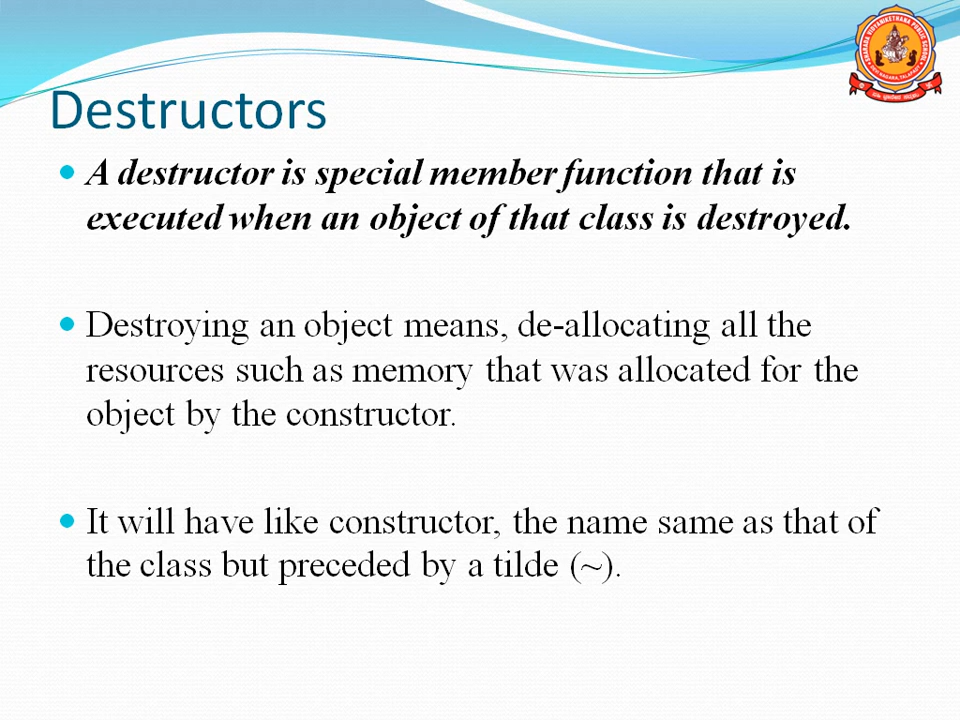 Destructors
A destructor is special member function that is
executed when an object of that class is destroyed.
Destroying an object means, de-allocating all the
resources such as memory that was allocated for the
object by the constructor.
It will have like constructor, the name same as that of
the class but preceded by a tilde (~).